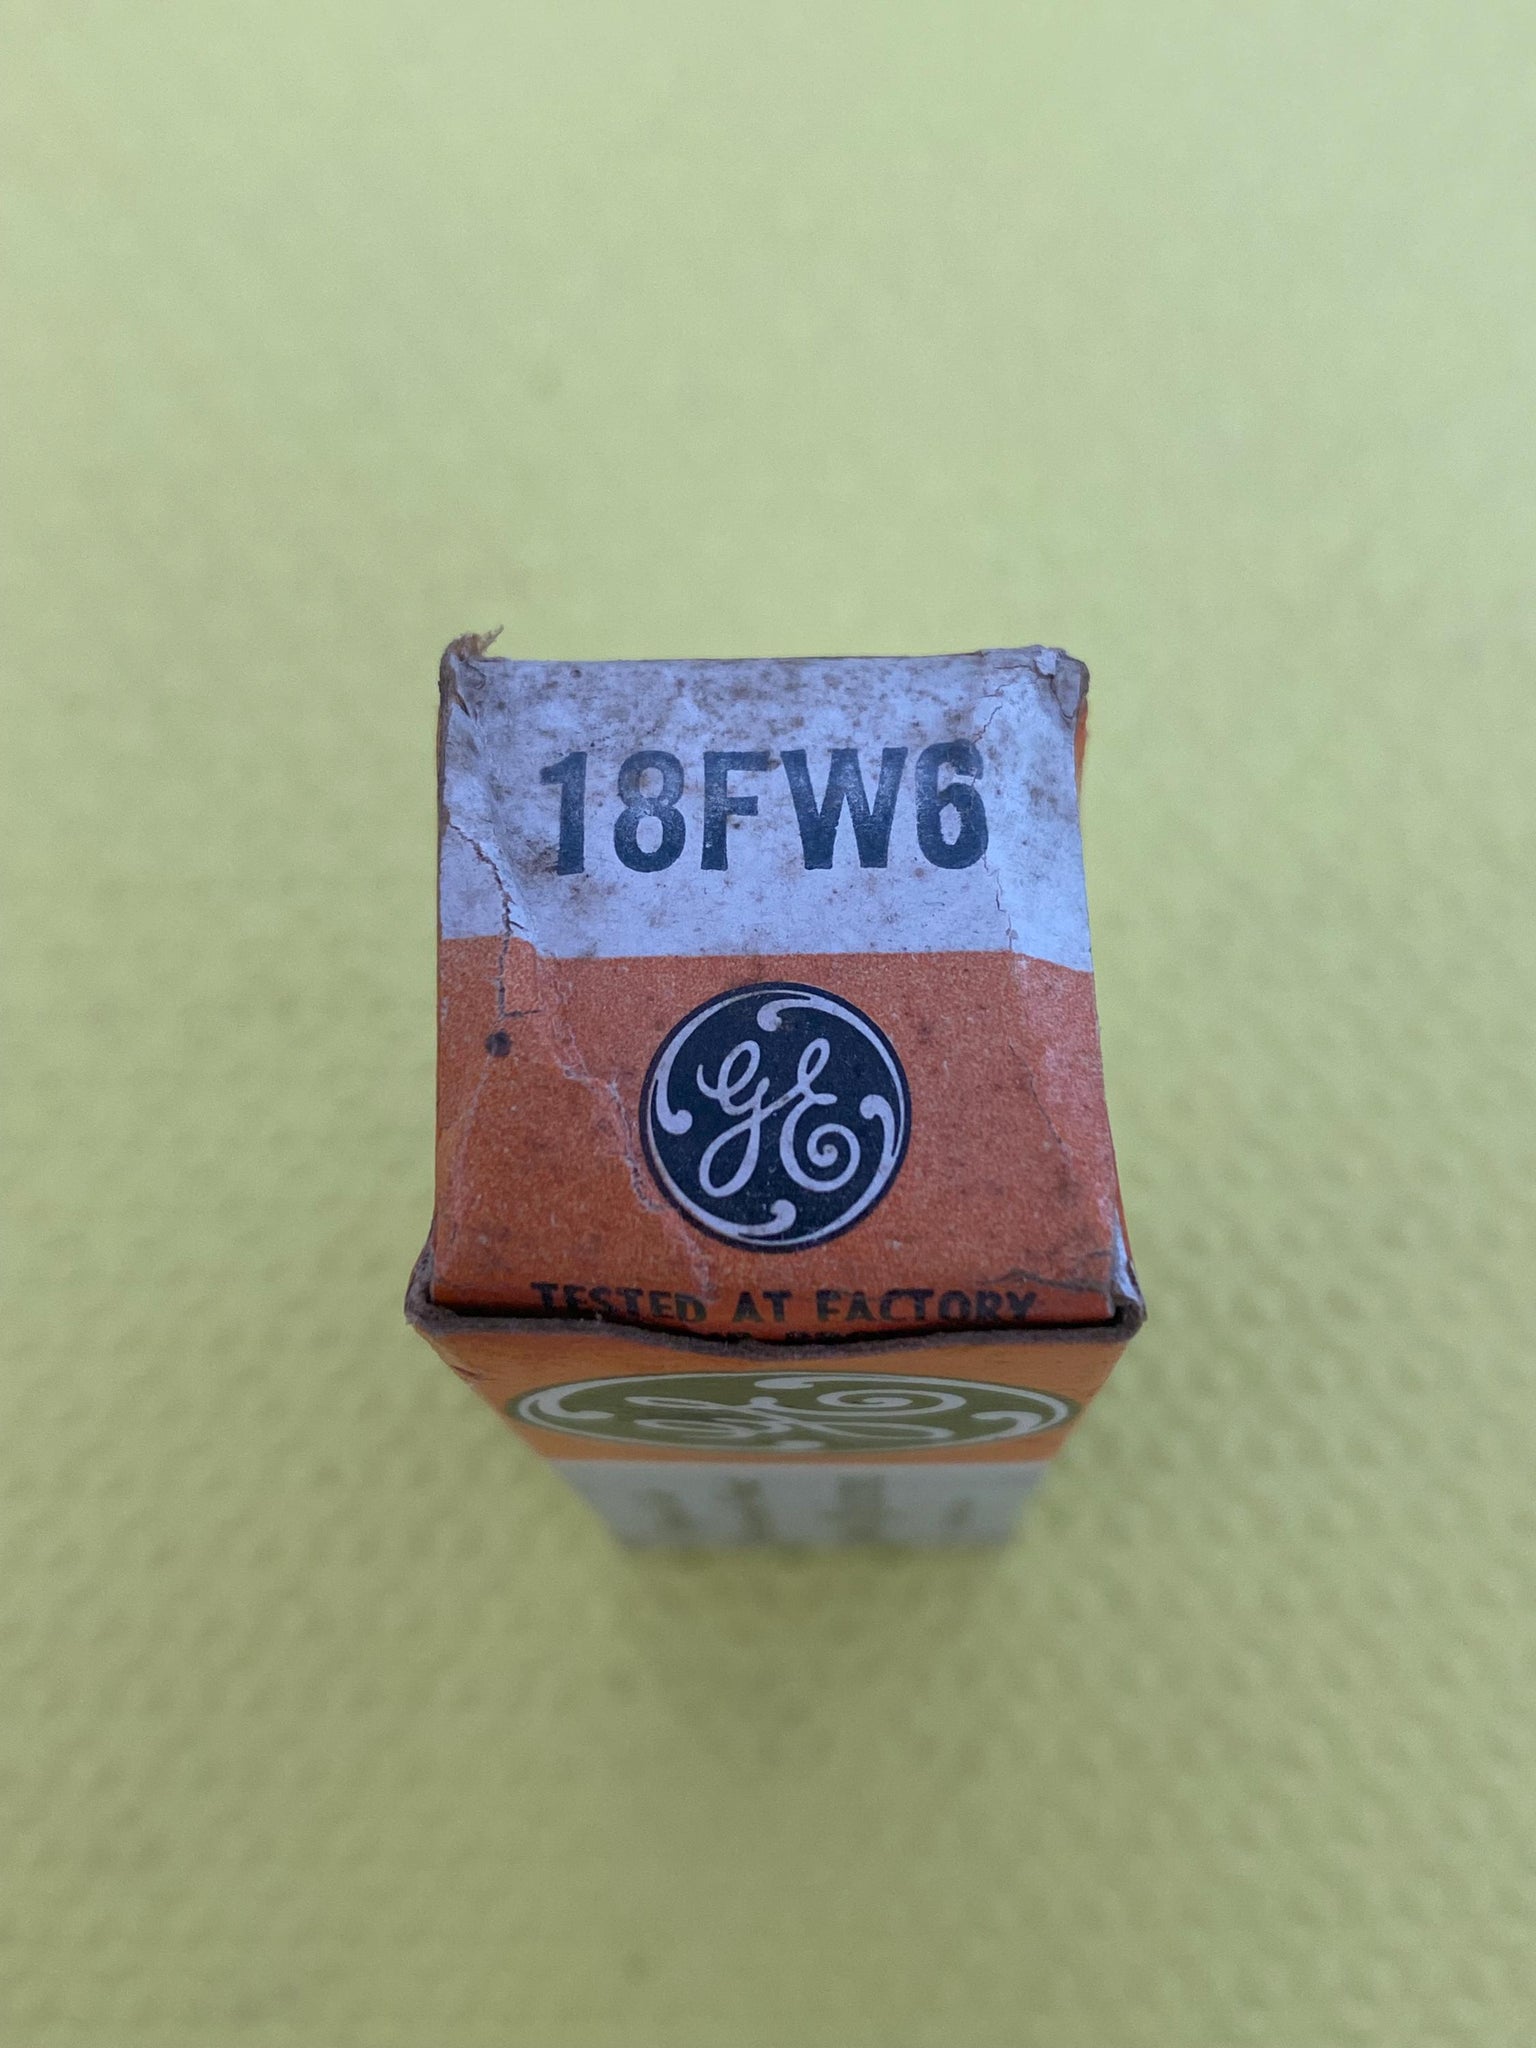 18FW6
GE
TESTED AT FACTORY